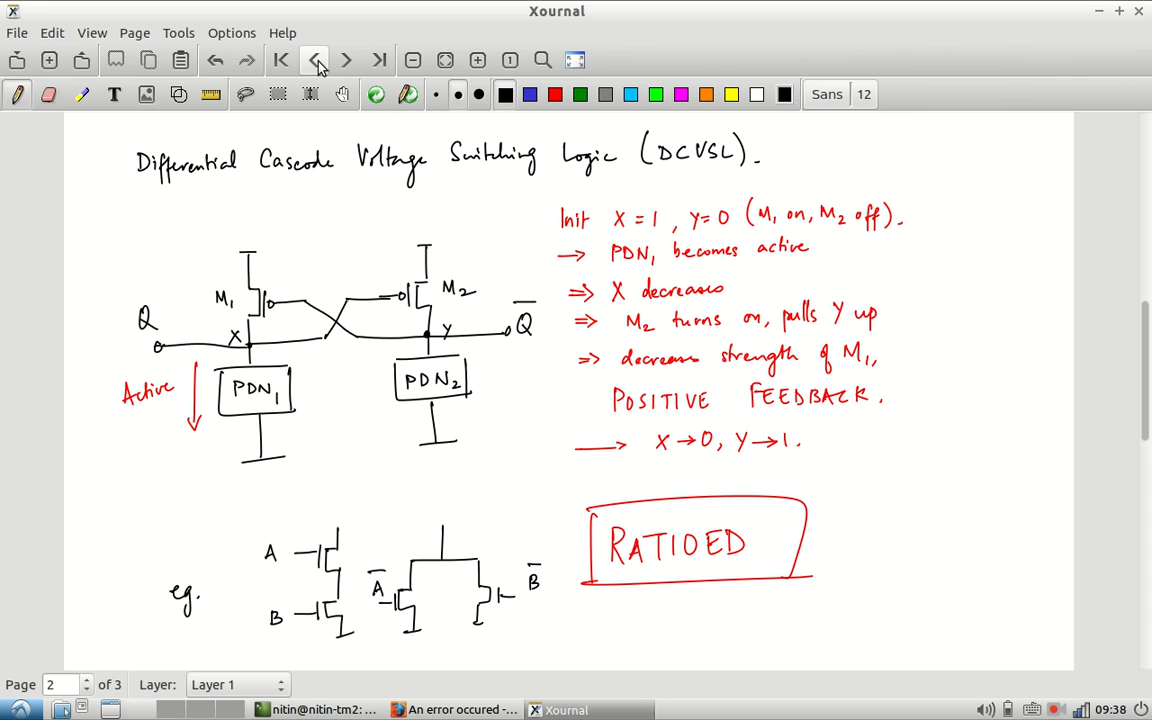 Xournal
File Edit View Page Tools Options Help
Sans 12
Differential Cascode Voltage Switching Logic (DCVSL).
Init X = 1 , Y = 0 (M1 on, M2 off).
→ PDN1 becomes active
⇒ X decreases
⇒ M2 turns on, pulls Y up
⇒ decreases strength of M1,
POSITIVE FEEDBACK.
→ X → 0, Y → 1.
M1 M2
Q X Y Q̅
Active PDN1 PDN2
RATIOED
eg. A A̅ B̅
B
Page 2 of 3 Layer: Layer 1
nitin@nitin-tm2: ... An error occured -... Xournal 09:38